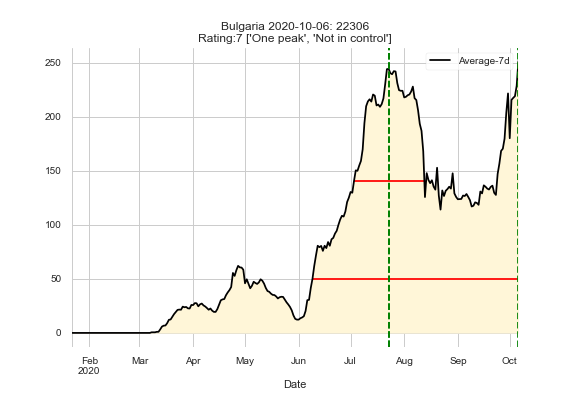 Bulgaria 2020-10-06: 22306
Rating:7 ['One peak', 'Not in control']
Average-7d
250
200
150
100
50
0
Feb Mar Apr May Jun Jul Aug Sep Oct
2020
Date